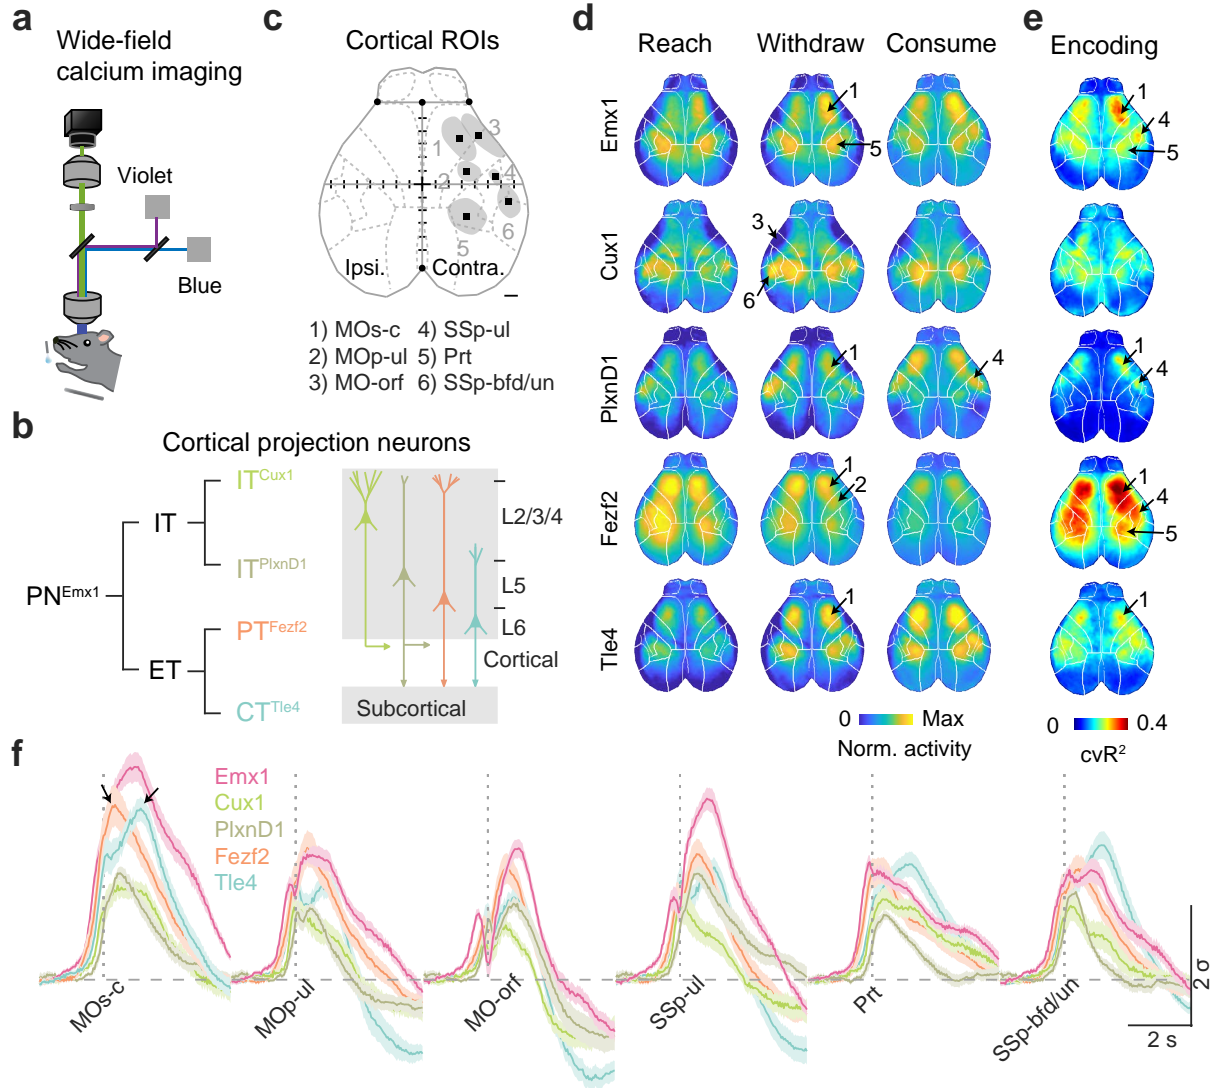 a
Wide-field
calcium imaging
Violet
Blue
c
Cortical ROIs
1
2
3
4
5
6
Ipsi.
Contra.
1) MOs-c 4) SSp-ul
2) MOp-ul 5) Prt
3) MO-orf 6) SSp-bfd/un
b
Cortical projection neurons
PN^Emx1
IT
ET
IT^Cux1
IT^PlxnD1
PT^Fezf2
CT^Tle4
L2/3/4
L5
L6
Cortical
Subcortical
d
Reach Withdraw Consume
Emx1
1
5
Cux1
3
6
PlxnD1
1
4
Fezf2
1
2
Tle4
1
0 Max
Norm. activity
e
Encoding
1
4
5
1
4
1
4
5
1
0 0.4
cvR²
f
Emx1
Cux1
PlxnD1
Fezf2
Tle4
MOs-c
MOp-ul
MO-orf
SSp-ul
Prt
SSp-bfd/un
2 σ
2 s